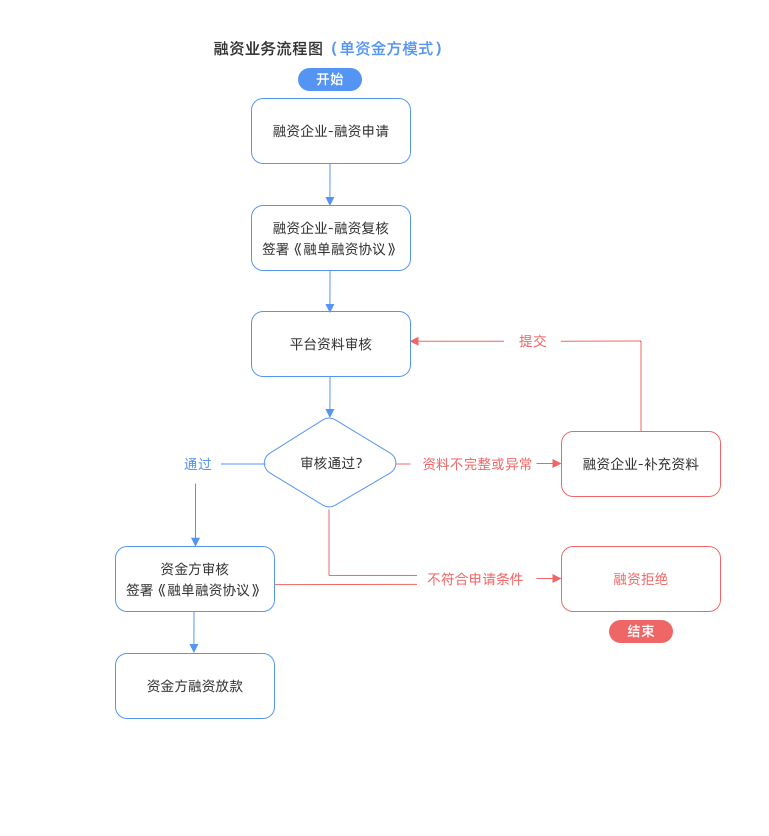 融资业务流程图（单资金方模式）
开始
融资企业-融资申请
融资企业-融资复核
签署《融单融资协议》
平台资料审核
提交
审核通过?
通过
资料不完整或异常
融资企业-补充资料
资金方审核
签署《融单融资协议》
不符合申请条件
融资拒绝
结束
资金方融资放款